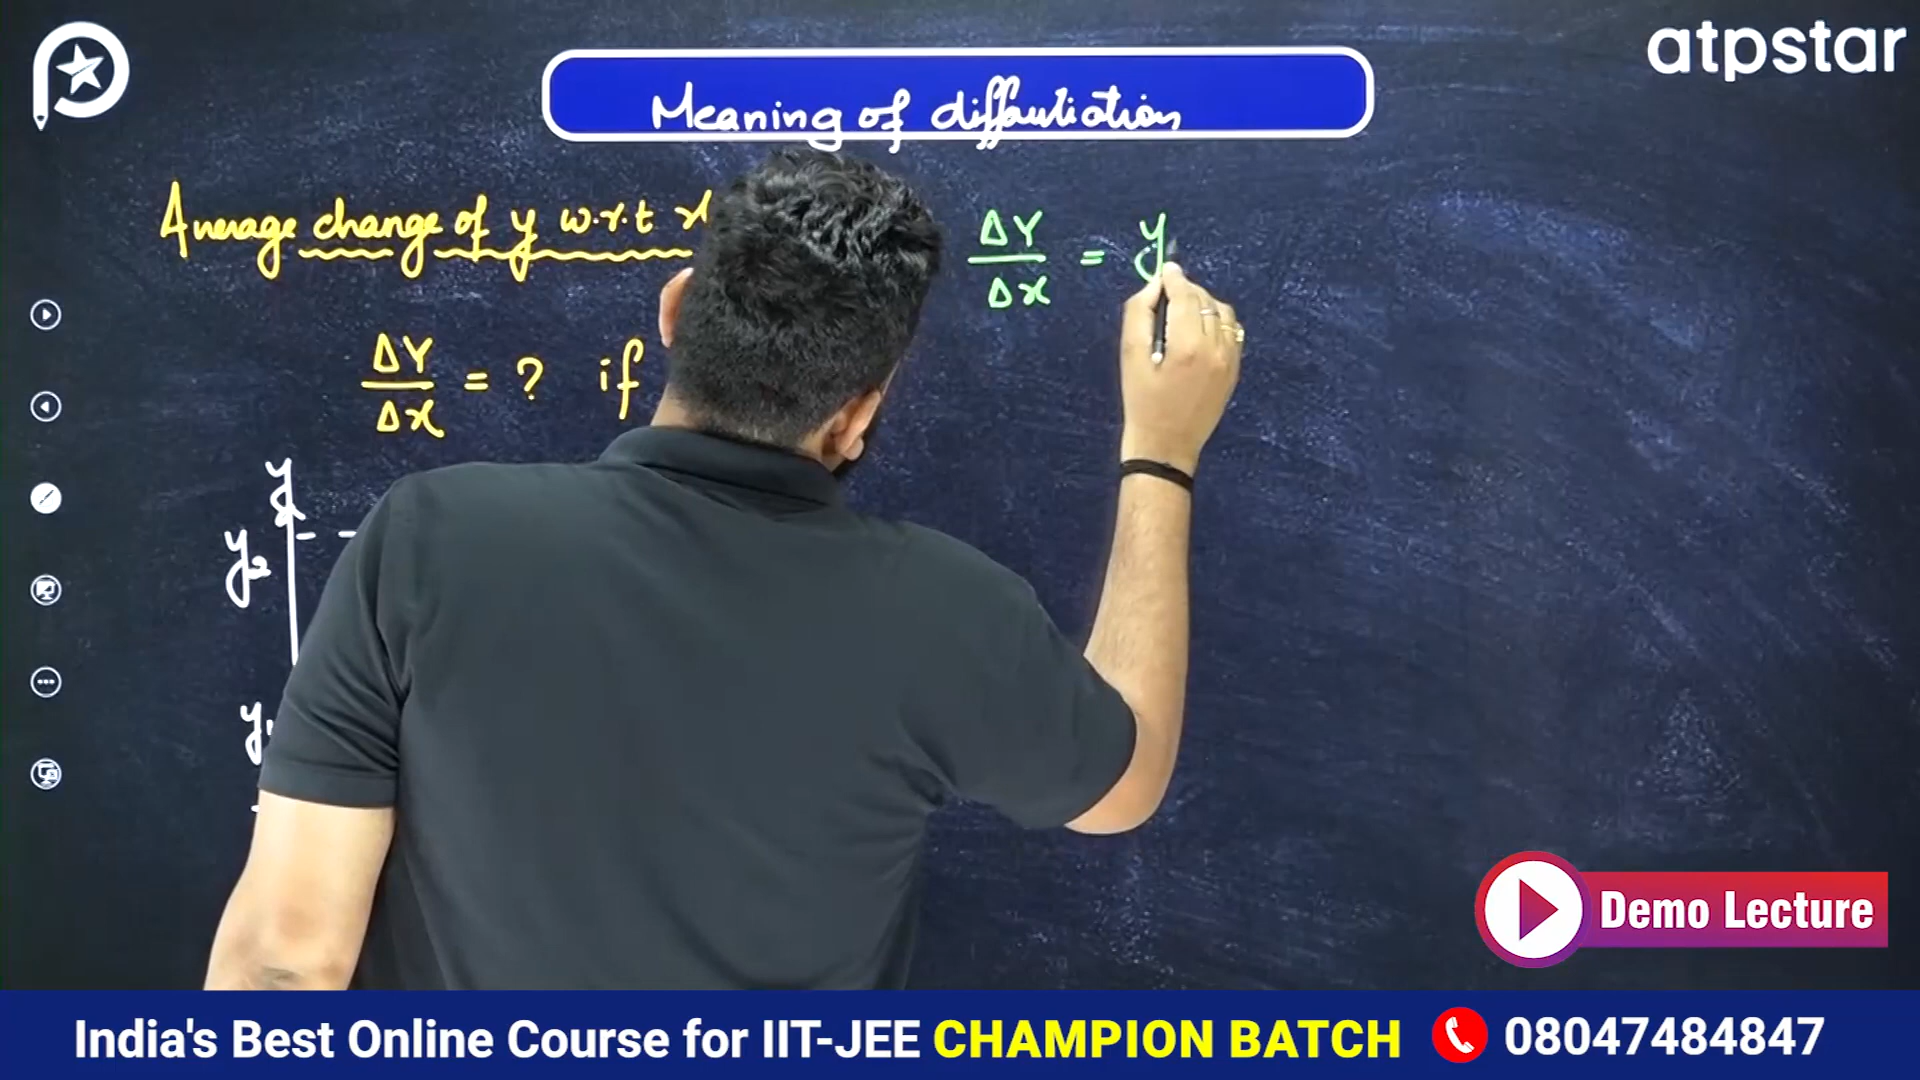 atpstar
Meaning of differentiation
Average change of y w.r.t x
ΔY/Δx = ? if
ΔY/Δx = y
y
y₂
y₁
Demo Lecture
India's Best Online Course for IIT-JEE CHAMPION BATCH 08047484847